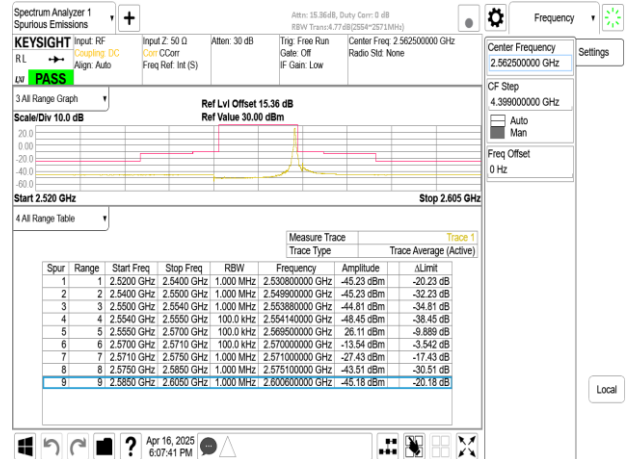 Spectrum Analyzer 1
Spurious Emissions
Attn: 15.36dB, Duty Corr: 0 dB
RBW Trans:4.77dB(2554~2571MHz)
Frequency
Settings
KEYSIGHT
R L
LXI
PASS
Input: RF
Coupling: DC
Align: Auto
Input Z: 50 Ω
Corr CCorr
Freq Ref: Int (S)
Atten: 30 dB
Trig: Free Run
Gate: Off
IF Gain: Low
Center Freq: 2.562500000 GHz
Radio Std: None
Center Frequency
2.562500000 GHz
CF Step
4.399000000 GHz
Auto
Man
Freq Offset
0 Hz
Local
3 All Range Graph
Scale/Div 10.0 dB
Ref Lvl Offset 15.36 dB
Ref Value 30.00 dBm
20.0
0.00
-20.0
-40.0
-60.0
Start 2.520 GHz
Stop 2.605 GHz
4 All Range Table
Measure Trace Trace 1
Trace Type Trace Average (Active)
Spur Range Start Freq Stop Freq RBW Frequency Amplitude ΔLimit
1 1 2.5200 GHz 2.5400 GHz 1.000 MHz 2.530800000 GHz -45.23 dBm -20.23 dB
2 2 2.5400 GHz 2.5500 GHz 1.000 MHz 2.549900000 GHz -45.23 dBm -32.23 dB
3 3 2.5500 GHz 2.5540 GHz 1.000 MHz 2.553880000 GHz -44.81 dBm -34.81 dB
4 4 2.5540 GHz 2.5550 GHz 100.0 kHz 2.554140000 GHz -48.45 dBm -38.45 dB
5 5 2.5550 GHz 2.5700 GHz 100.0 kHz 2.569500000 GHz 26.11 dBm -9.889 dB
6 6 2.5700 GHz 2.5710 GHz 100.0 kHz 2.570000000 GHz -13.54 dBm -3.542 dB
7 7 2.5710 GHz 2.5750 GHz 1.000 MHz 2.571000000 GHz -27.43 dBm -17.43 dB
8 8 2.5750 GHz 2.5850 GHz 1.000 MHz 2.575100000 GHz -43.51 dBm -30.51 dB
9 9 2.5850 GHz 2.6050 GHz 1.000 MHz 2.600600000 GHz -45.18 dBm -20.18 dB
Apr 16, 2025
6:07:41 PM